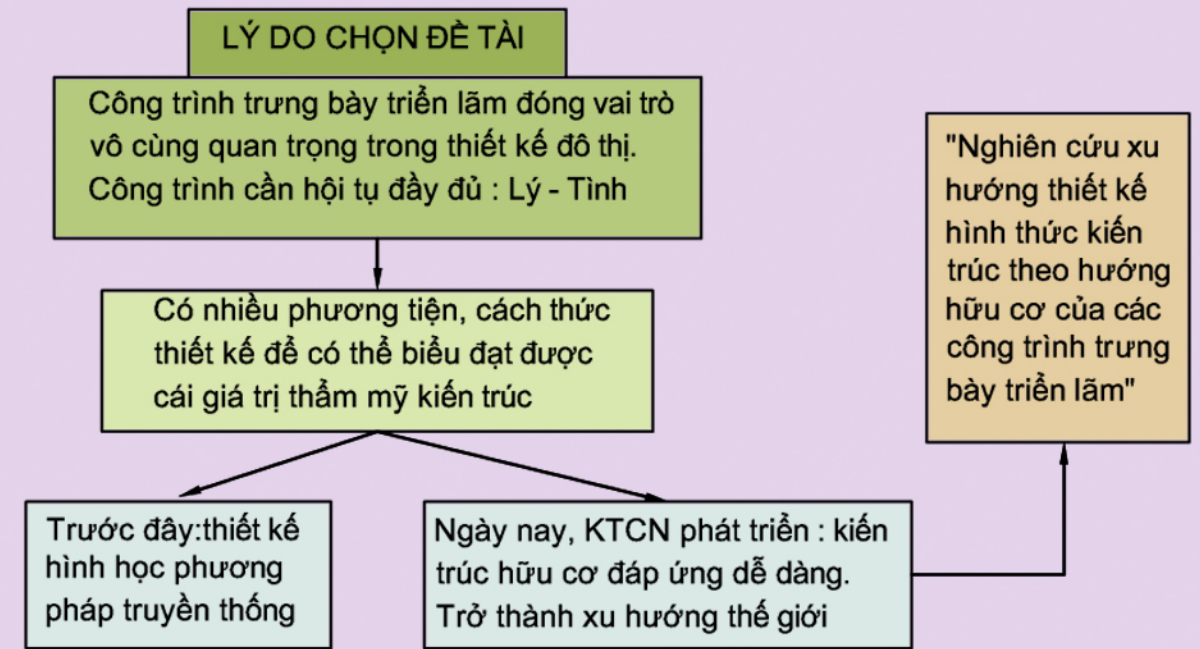 LÝ DO CHỌN ĐỀ TÀI
Công trình trưng bày triển lãm đóng vai trò
vô cùng quan trọng trong thiết kế đô thị.
Công trình cần hội tụ đầy đủ : Lý - Tình
Có nhiều phương tiện, cách thức
thiết kế để có thể biểu đạt được
cái giá trị thẩm mỹ kiến trúc
Trước đây:thiết kế
hình học phương
pháp truyền thống
Ngày nay, KTCN phát triển : kiến
trúc hữu cơ đáp ứng dễ dàng.
Trở thành xu hướng thế giới
"Nghiên cứu xu
hướng thiết kế
hình thức kiến
trúc theo hướng
hữu cơ của các
công trình trưng
bày triển lãm"